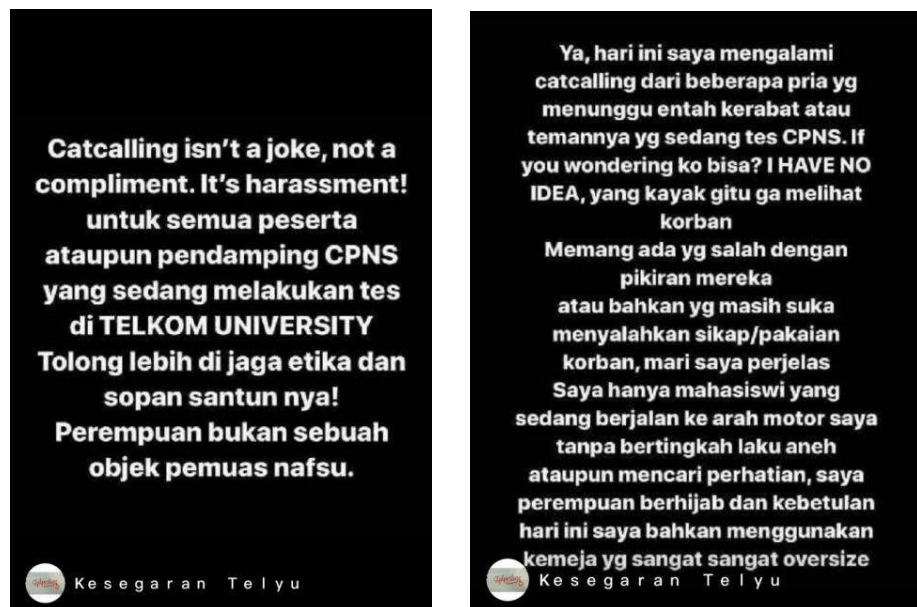 Catcalling isn't a joke, not a
compliment. It's harassment!
untuk semua peserta
ataupun pendamping CPNS
yang sedang melakukan tes
di TELKOM UNIVERSITY
Tolong lebih di jaga etika dan
sopan santun nya!
Perempuan bukan sebuah
objek pemuas nafsu.
Kesegaran Telyu
Ya, hari ini saya mengalami
catcalling dari beberapa pria yg
menunggu entah kerabat atau
temannya yg sedang tes CPNS. If
you wondering ko bisa? I HAVE NO
IDEA, yang kayak gitu ga melihat
korban
Memang ada yg salah dengan
pikiran mereka
atau bahkan yg masih suka
menyalahkan sikap/pakaian
korban, mari saya perjelas
Saya hanya mahasiswi yang
sedang berjalan ke arah motor saya
tanpa bertingkah laku aneh
ataupun mencari perhatian, saya
perempuan berhijab dan kebetulan
hari ini saya bahkan menggunakan
kemeja yg sangat sangat oversize
Kesegaran Telyu